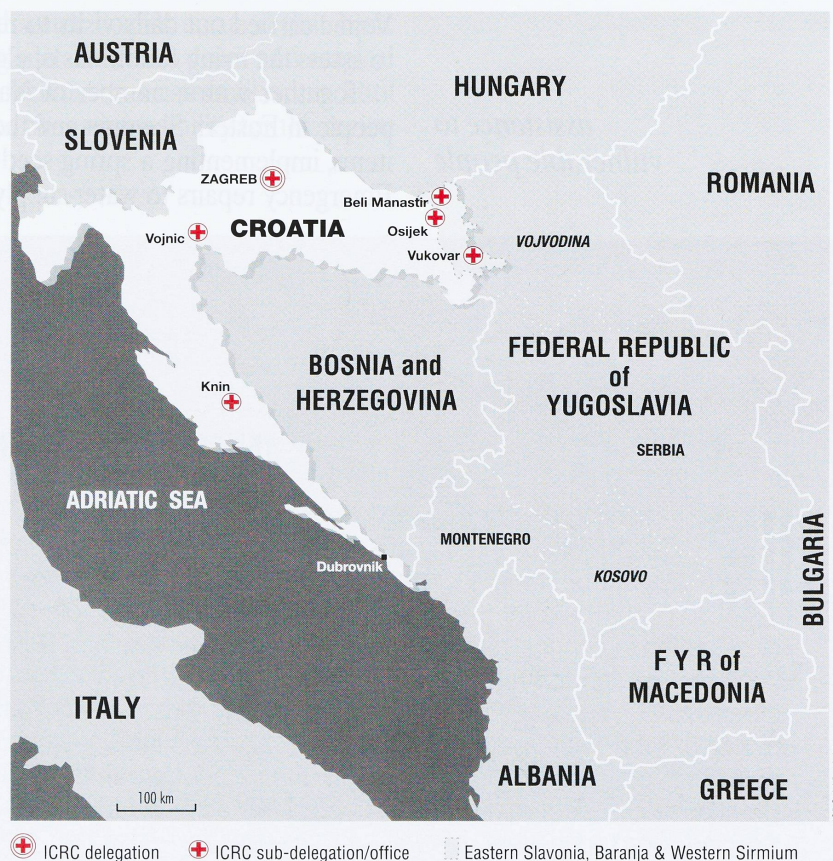 AUSTRIA
HUNGARY
SLOVENIA
ZAGREB
ROMANIA
Beli Manastir
Vojnic
CROATIA
Osijek
VOJVODINA
Vukovar
BOSNIA and
HERZEGOVINA
FEDERAL REPUBLIC
of
YUGOSLAVIA
Knin
SERBIA
ADRIATIC SEA
MONTENEGRO
Dubrovnik
KOSOVO
BULGARIA
F Y R of
MACEDONIA
ITALY
ALBANIA
GREECE
100 km
ICRC delegation
ICRC sub-delegation/office
Eastern Slavonia, Baranja & Western Sirmium